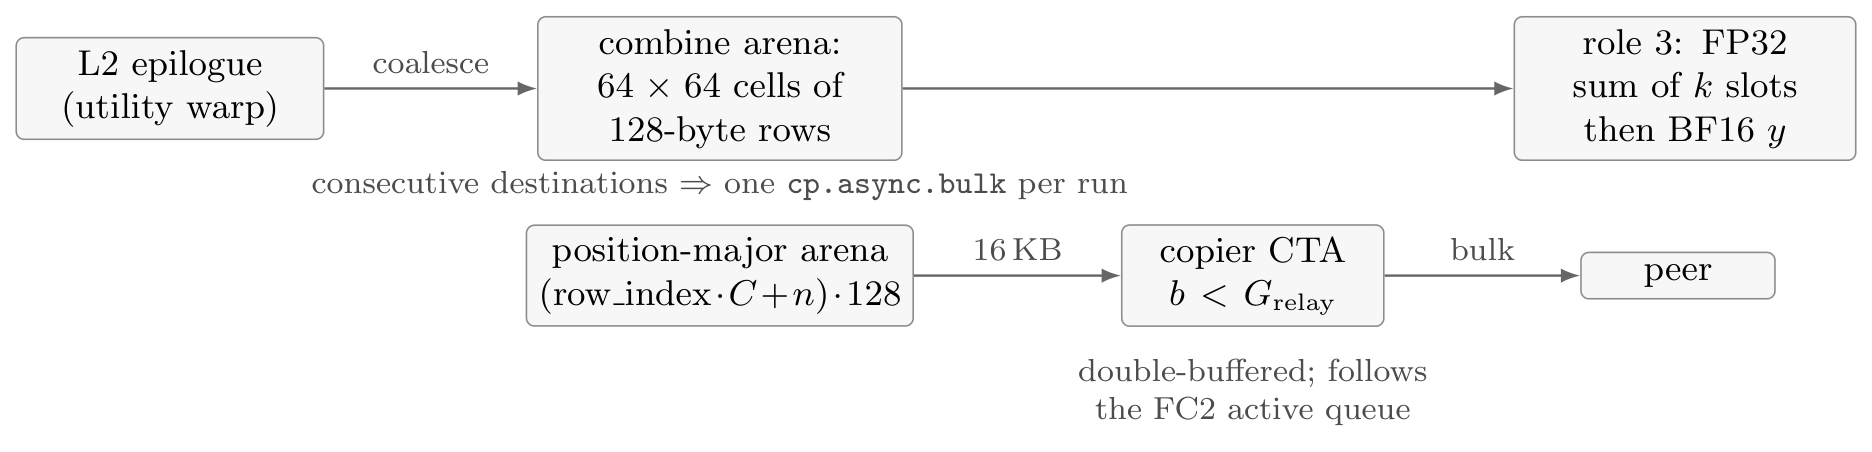 L2 epilogue
(utility warp)
coalesce
combine arena:
64 × 64 cells of
128-byte rows
role 3: FP32
sum of k slots
then BF16 y
consecutive destinations ⇒ one cp.async.bulk per run
position-major arena
(row_index·C+n)·128
16 KB
copier CTA
b < G_relay
bulk
peer
double-buffered; follows
the FC2 active queue